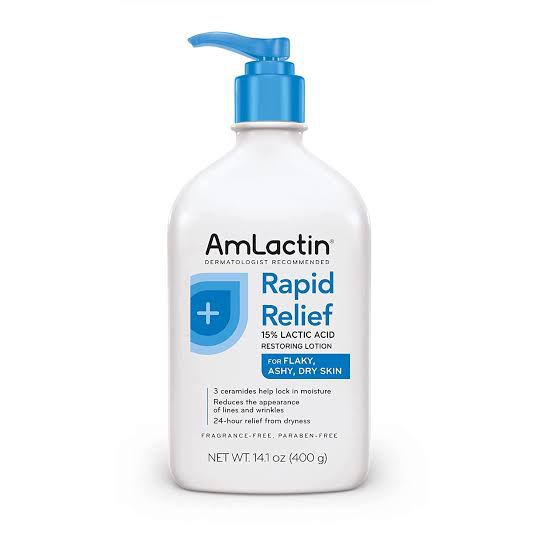 AmLactin®
DERMATOLOGIST RECOMMENDED
Rapid
Relief
15% LACTIC ACID
RESTORING LOTION
FOR FLAKY,
ASHY, DRY SKIN
3 ceramides help lock in moisture
Reduces the appearance
of lines and wrinkles
24-hour relief from dryness
FRAGRANCE-FREE, PARABEN-FREE
NET WT. 14.1 oz (400 g)